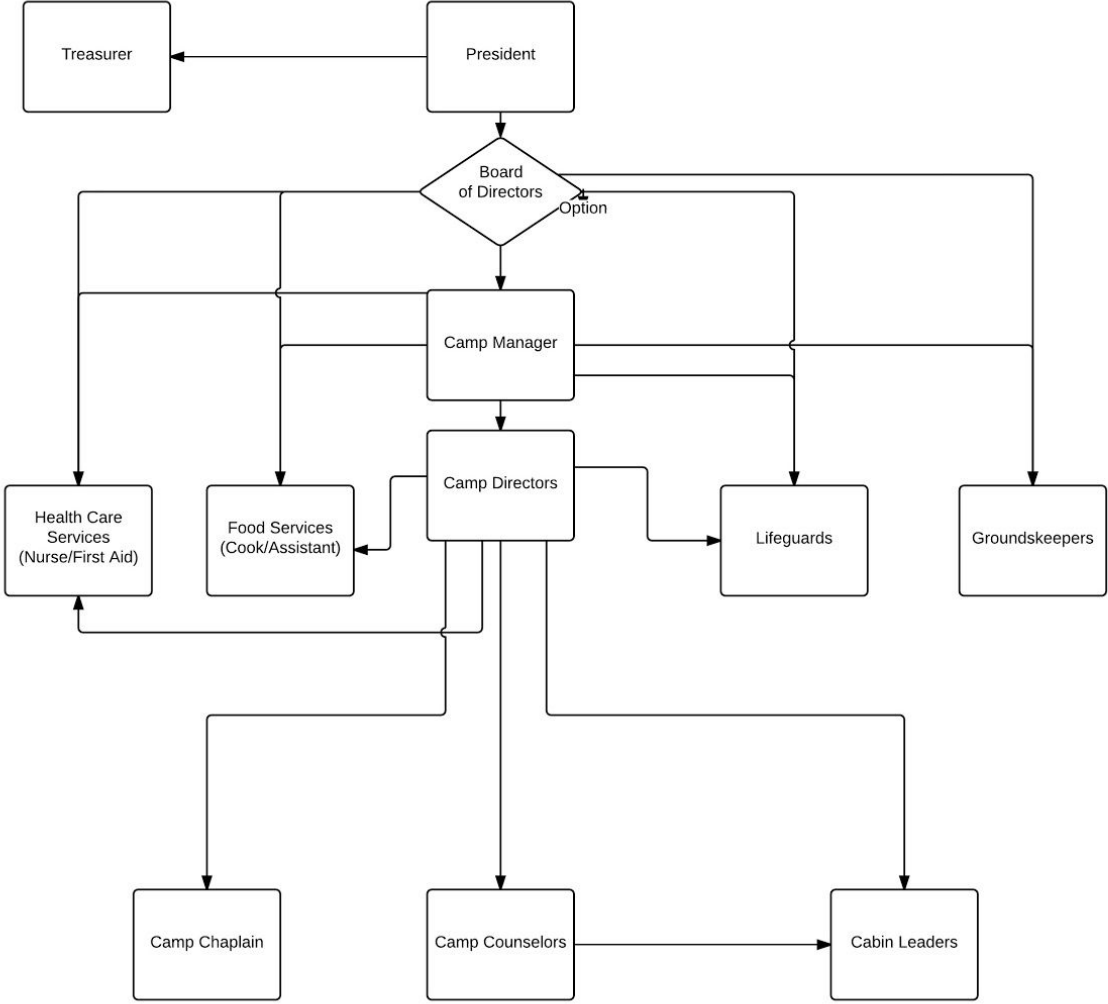 Treasurer
President
Board
of Directors
Option
Camp Manager
Camp Directors
Health Care
Services
(Nurse/First Aid)
Food Services
(Cook/Assistant)
Lifeguards
Groundskeepers
Camp Chaplain
Camp Counselors
Cabin Leaders